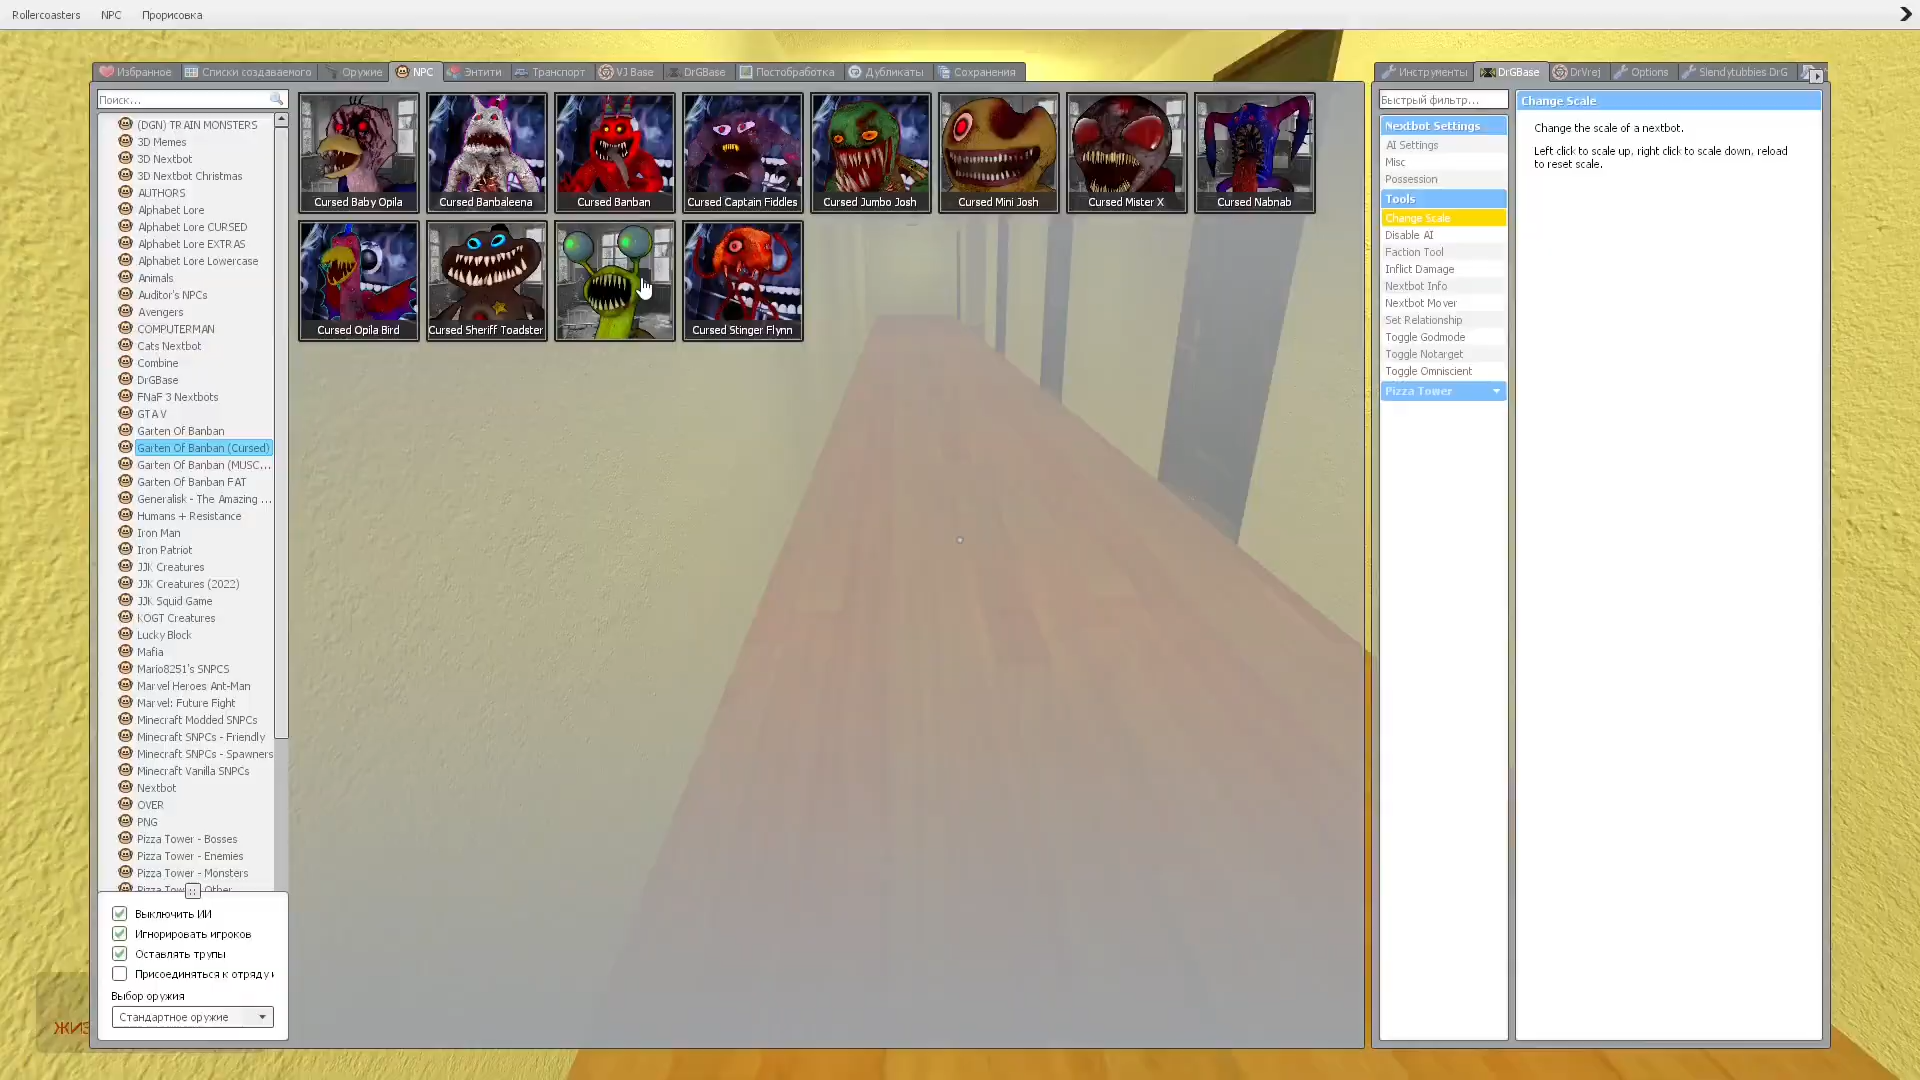 Rollercoasters NPC Прорисовка
Избранное Списки создаваемого Оружие NPC Энтити Транспорт VJ Base DrGBase Постобработка Дубликаты Сохранения
Инструменты DrGBase DrVrej Options Slendytubbies DrG
Поиск...
(DGN) TRAIN MONSTERS
3D Memes
3D Nextbot
3D Nextbot Christmas
AUTHORS
Alphabet Lore
Alphabet Lore CURSED
Alphabet Lore EXTRAS
Alphabet Lore Lowercase
Animals
Auditor's NPCs
Avengers
COMPUTERMAN
Cats Nextbot
Combine
DrGBase
FNaF 3 Nextbots
GTA V
Garten Of Banban
Garten Of Banban (Cursed)
Garten Of Banban (MUSC...
Garten Of Banban FAT
Generalisk - The Amazing ...
Humans + Resistance
Iron Man
Iron Patriot
JJK Creatures
JJK Creatures (2022)
JJK Squid Game
KOGT Creatures
Lucky Block
Mafia
Mario8251's SNPCS
Marvel Heroes Ant-Man
Marvel: Future Fight
Minecraft Modded SNPCs
Minecraft SNPCs - Friendly
Minecraft SNPCs - Spawners
Minecraft Vanilla SNPCs
Nextbot
OVER
PNG
Pizza Tower - Bosses
Pizza Tower - Enemies
Pizza Tower - Monsters
Выключить ИИ
Игнорировать игроков
Оставлять трупы
Присоединяться к отряду
Выбор оружия
Стандартное оружие
Cursed Baby Opila Cursed Banbaleena Cursed Banban Cursed Captain Fiddles Cursed Jumbo Josh Cursed Mini Josh Cursed Mister X Cursed Nabnab
Cursed Opila Bird Cursed Sheriff Toadster Cursed Stinger Flynn
Быстрый фильтр...
Nextbot Settings
AI Settings
Misc
Possession
Tools
Change Scale
Disable AI
Faction Tool
Inflict Damage
Nextbot Info
Nextbot Mover
Set Relationship
Toggle Godmode
Toggle Notarget
Toggle Omniscient
Pizza Tower
Change Scale
Change the scale of a nextbot.
Left click to scale up, right click to scale down, reload
to reset scale.